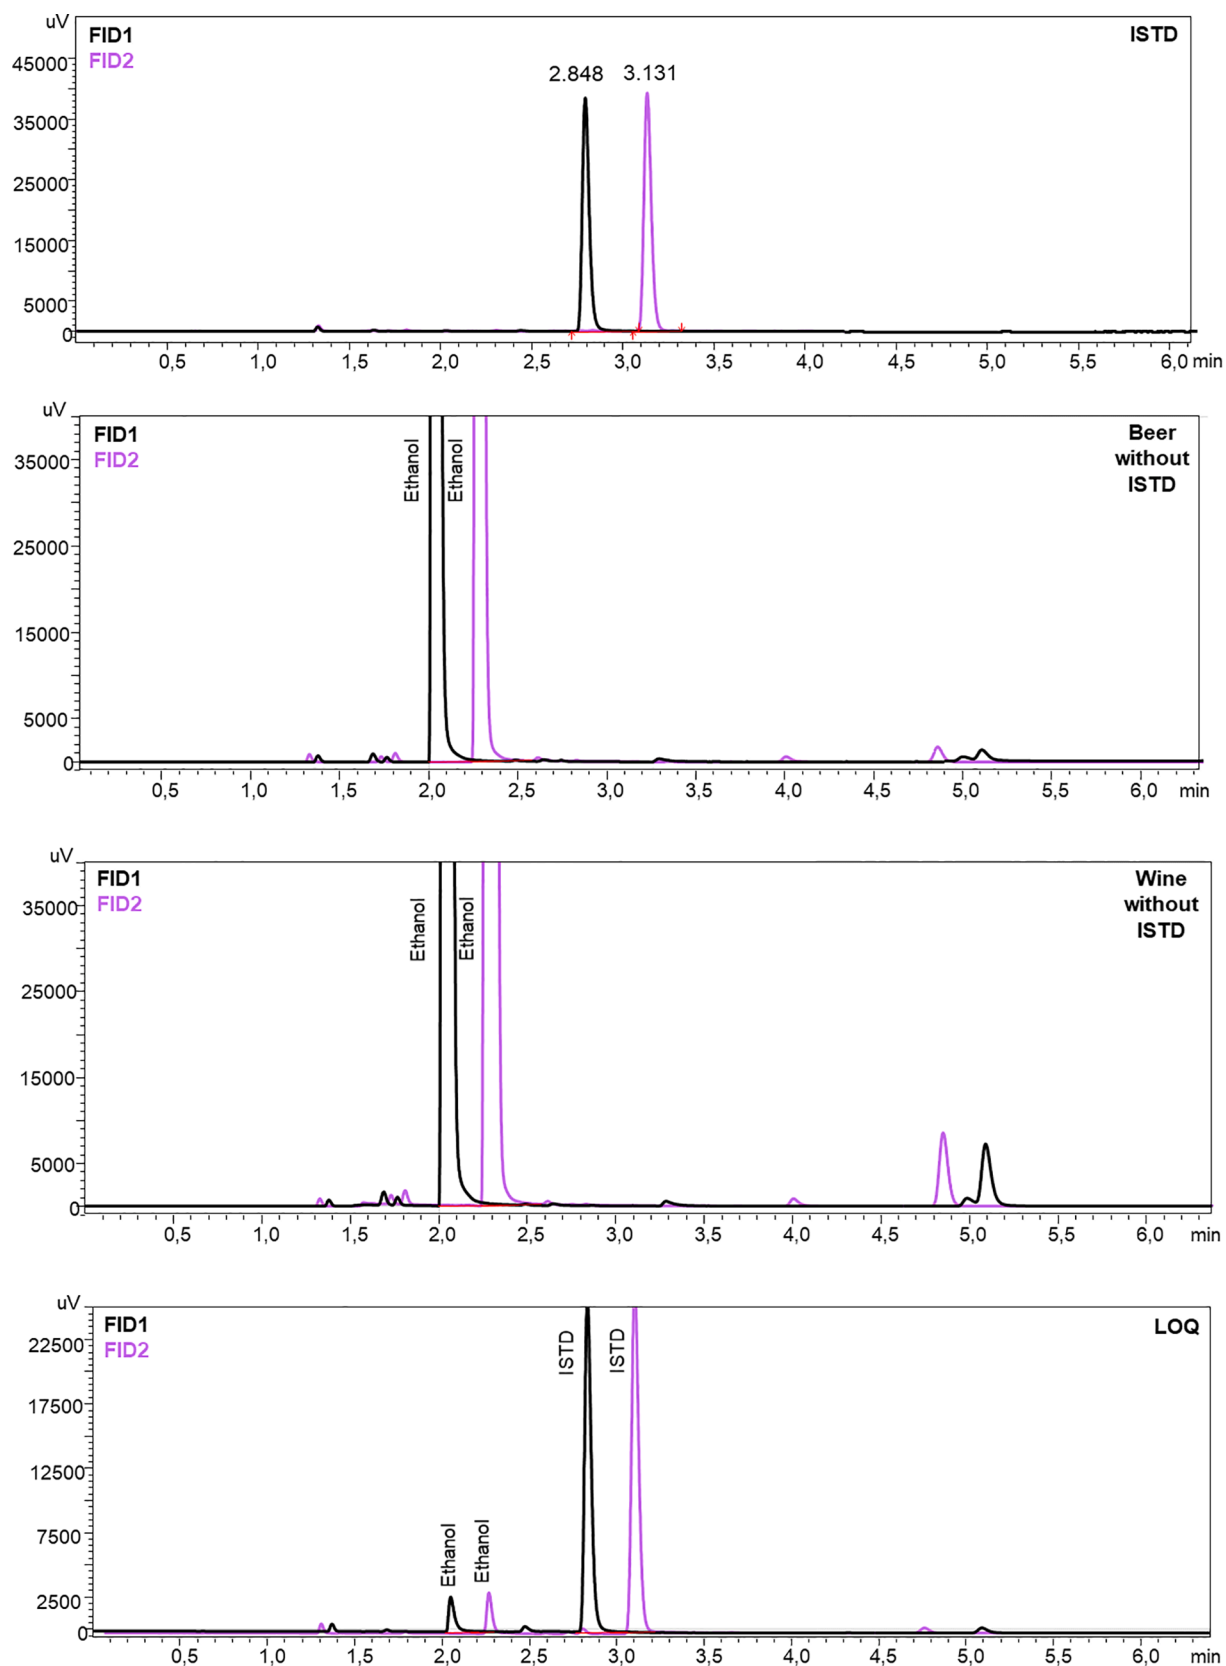 uV
FID1
FID2
ISTD
45000
35000
25000
15000
5000
0
2.848 3.131
0,5 1,0 1,5 2,0 2,5 3,0 3,5 4,0 4,5 5,0 5,5 6,0 min
uV
FID1
FID2
Beer
without
ISTD
35000
25000
15000
5000
0
Ethanol
Ethanol
0,5 1,0 1,5 2,0 2,5 3,0 3,5 4,0 4,5 5,0 5,5 6,0 min
uV
FID1
FID2
Wine
without
ISTD
35000
25000
15000
5000
0
Ethanol
Ethanol
0,5 1,0 1,5 2,0 2,5 3,0 3,5 4,0 4,5 5,0 5,5 6,0 min
uV
FID1
FID2
LOQ
22500
17500
12500
7500
2500
0
Ethanol
Ethanol
ISTD
ISTD
0,5 1,0 1,5 2,0 2,5 3,0 3,5 4,0 4,5 5,0 5,5 6,0 min